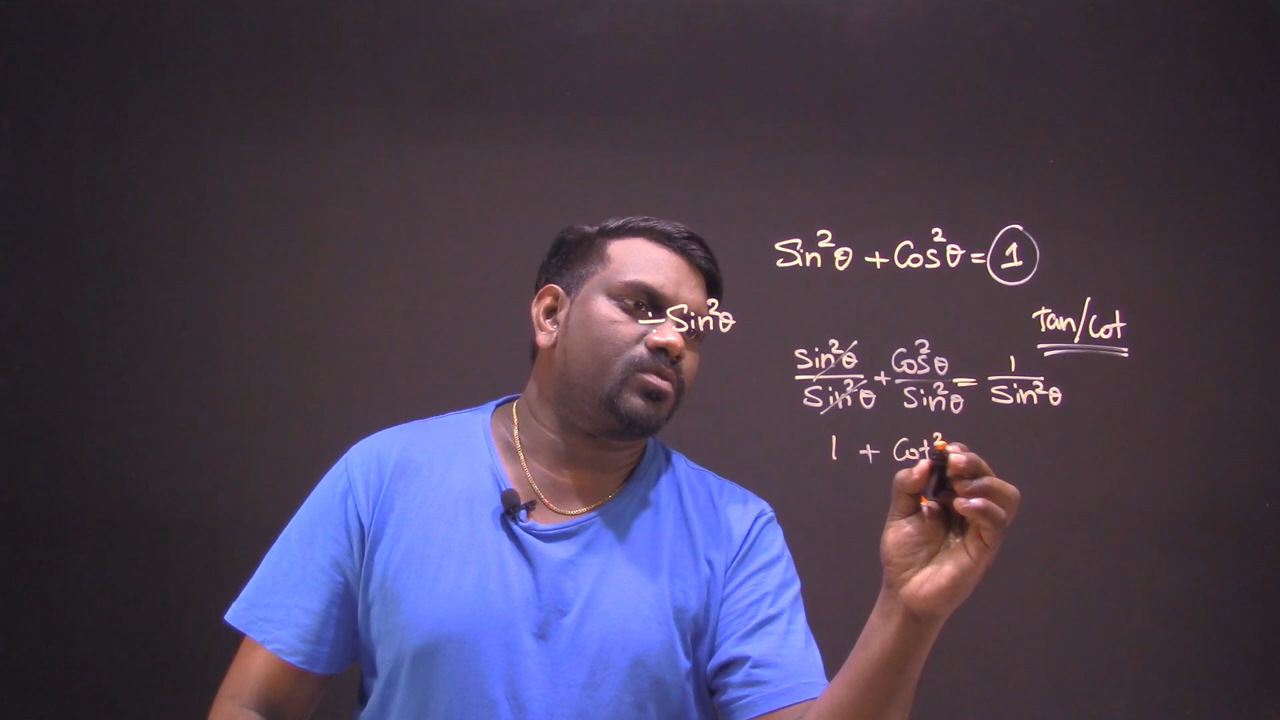 Sin²θ + Cos²θ = 1
÷ Sin²θ
Tan/Cot
Sin²θ/Sin²θ + Cos²θ/Sin²θ = 1/Sin²θ
1 + Cot²